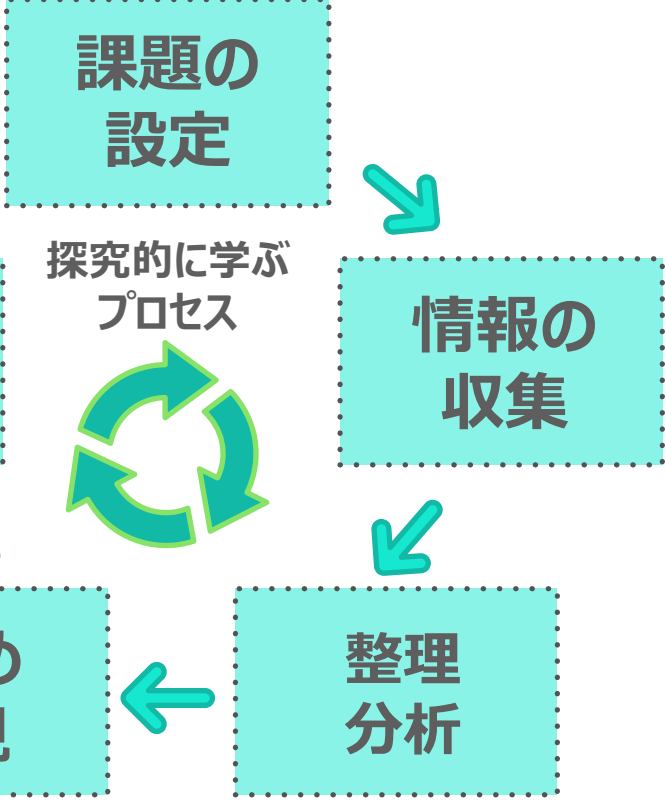 課題の
設定
探究的に学ぶ
プロセス
情報の
収集
整理
分析
め